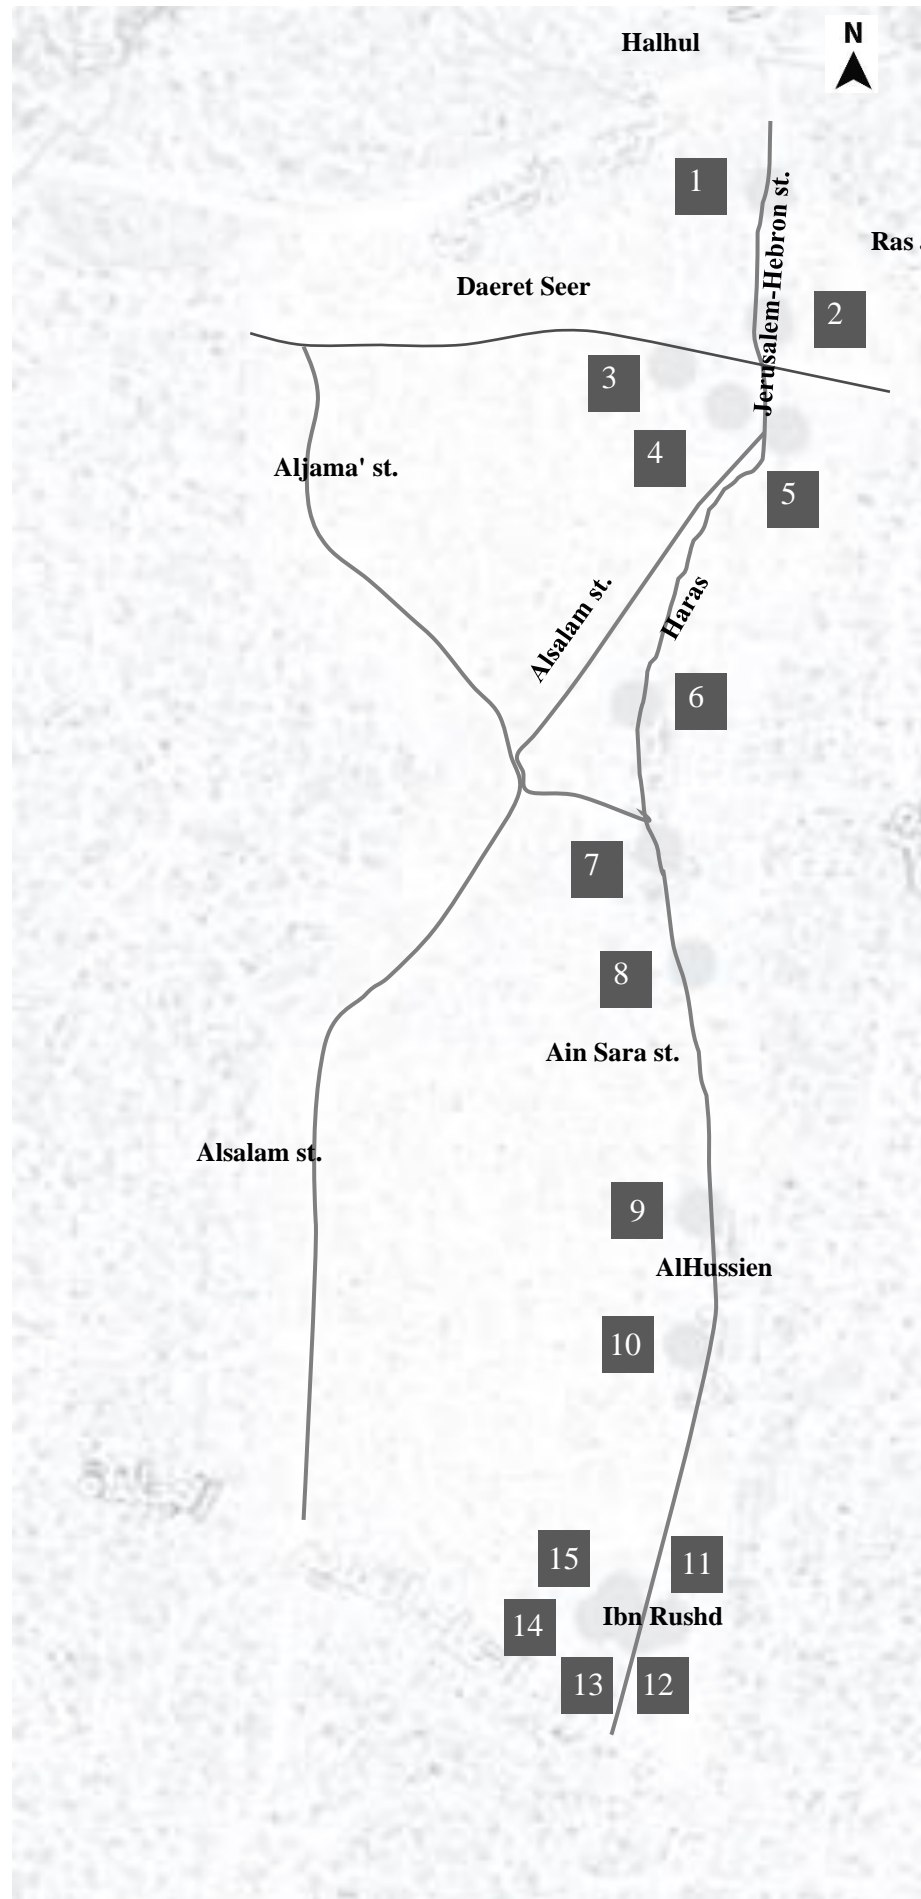 Halhul
N
1
Jerusalem-Hebron st.
Ras
Daeret Seer
2
3
4
Aljama' st.
5
Alsalam st.
Haras
6
7
8
Ain Sara st.
Alsalam st.
9
AlHussien
10
15
11
Ibn Rushd
14
13
12